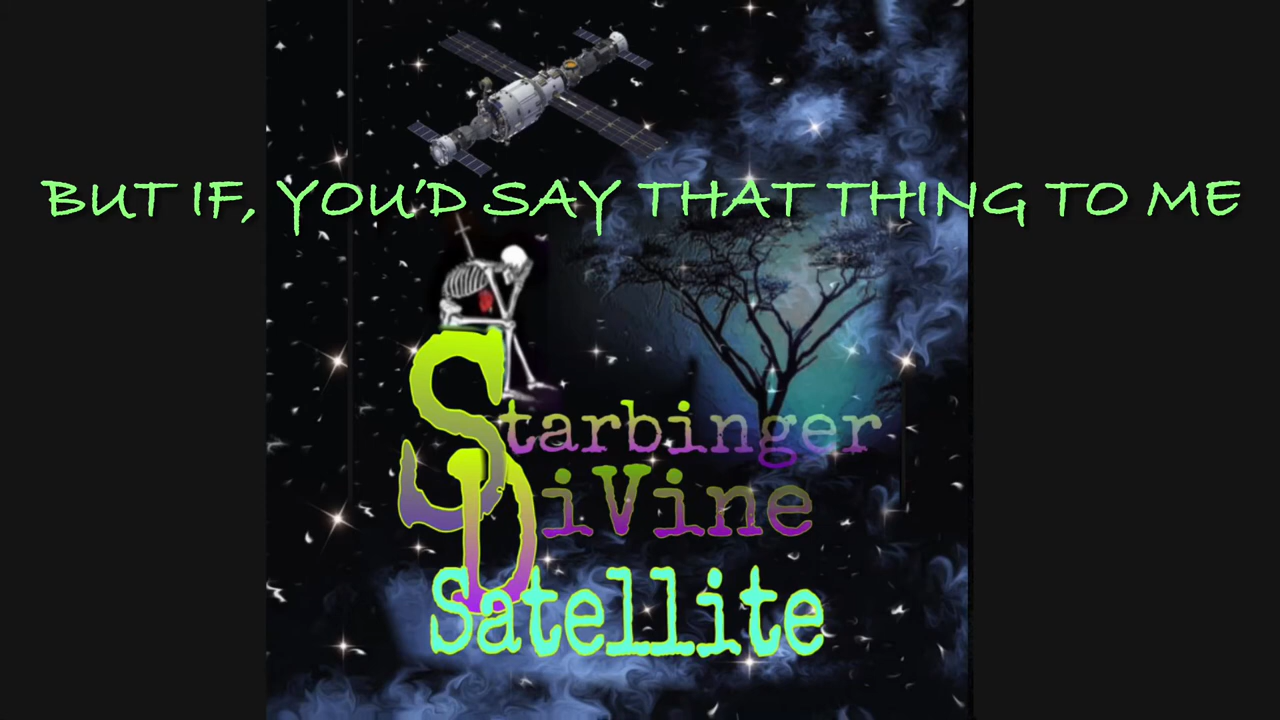 BUT IF, YOU'D SAY THAT THING TO ME
Starbinger
DiVine
Satellite